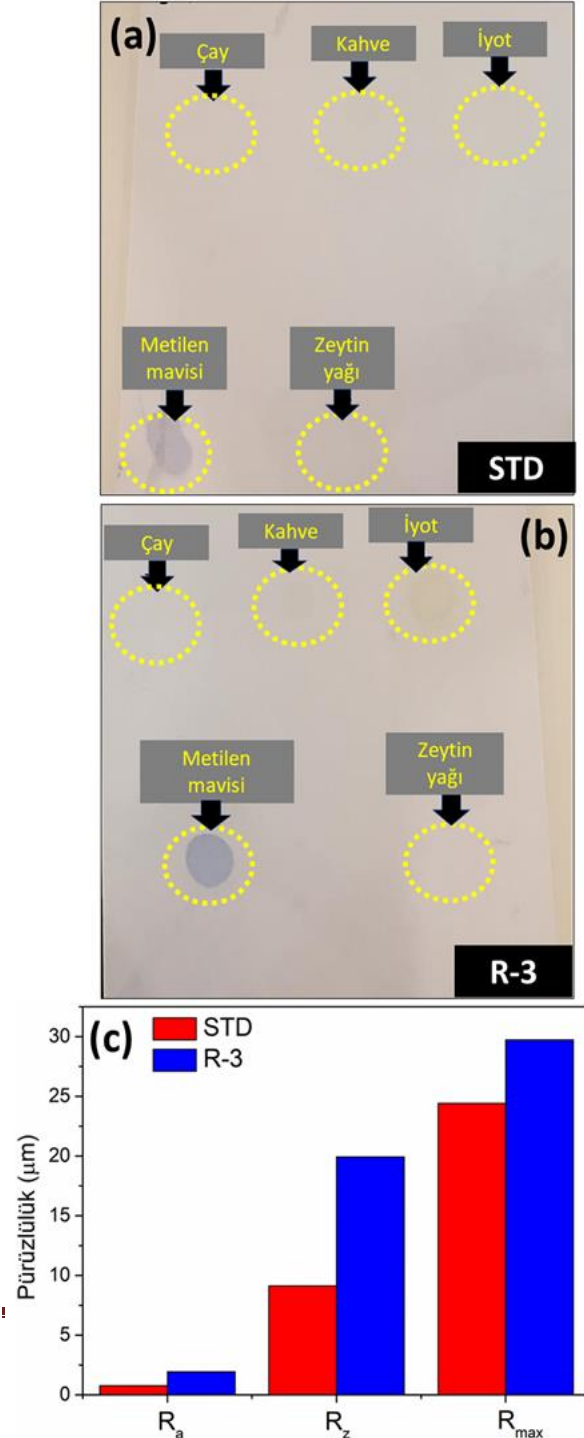 (a)
Çay
Kahve
İyot
Metilen
mavisi
Zeytin
yağı
STD
(b)
Çay
Kahve
İyot
Metilen
mavisi
Zeytin
yağı
R-3
(c)
STD
R-3
Pürüzlülük (μm)
30
25
20
15
10
5
0
Ra
Rz
Rmax